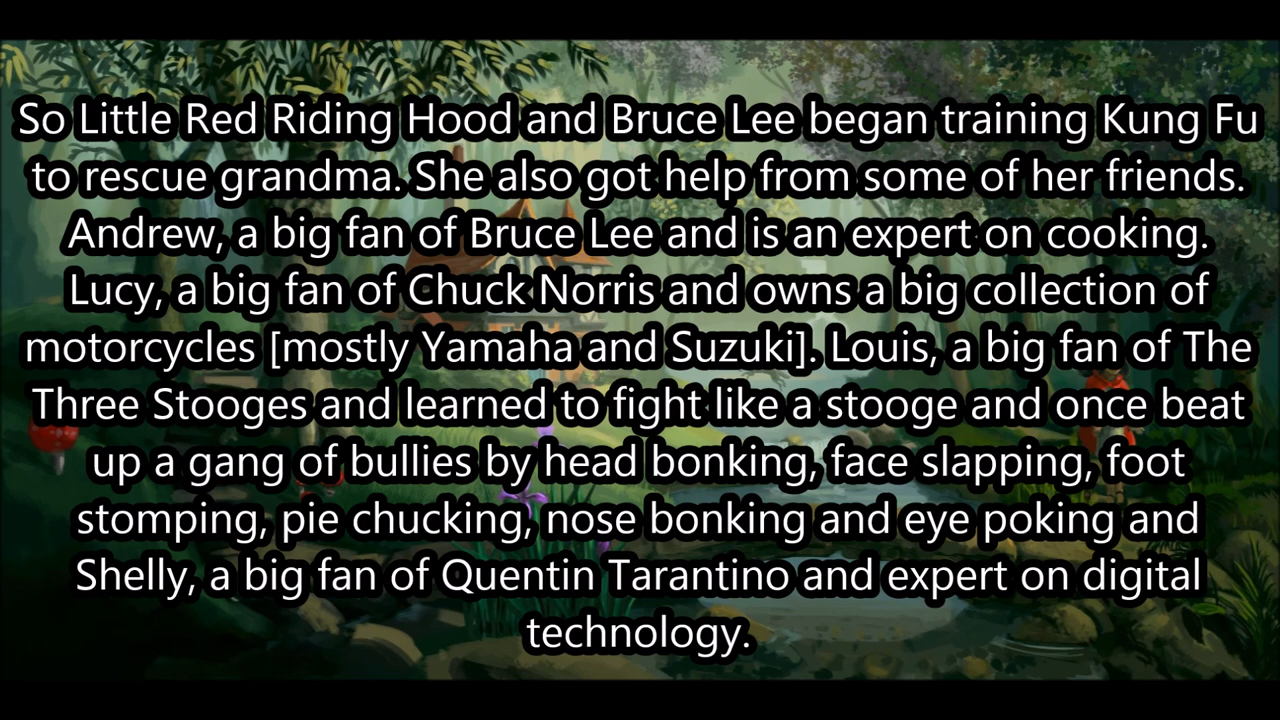 So Little Red Riding Hood and Bruce Lee began training Kung Fu
to rescue grandma. She also got help from some of her friends.
Andrew, a big fan of Bruce Lee and is an expert on cooking.
Lucy, a big fan of Chuck Norris and owns a big collection of
motorcycles [mostly Yamaha and Suzuki]. Louis, a big fan of The
Three Stooges and learned to fight like a stooge and once beat
up a gang of bullies by head bonking, face slapping, foot
stomping, pie chucking, nose bonking and eye poking and
Shelly, a big fan of Quentin Tarantino and expert on digital
technology.